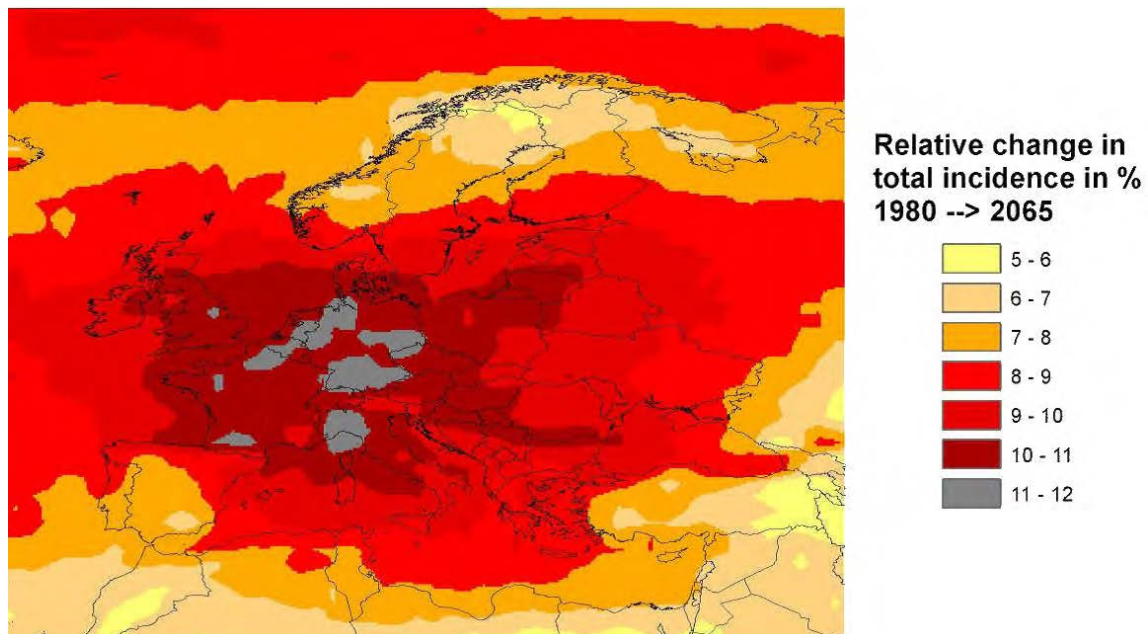 Relative change in
total incidence in %
1980 --> 2065
5 - 6
6 - 7
7 - 8
8 - 9
9 - 10
10 - 11
11 - 12